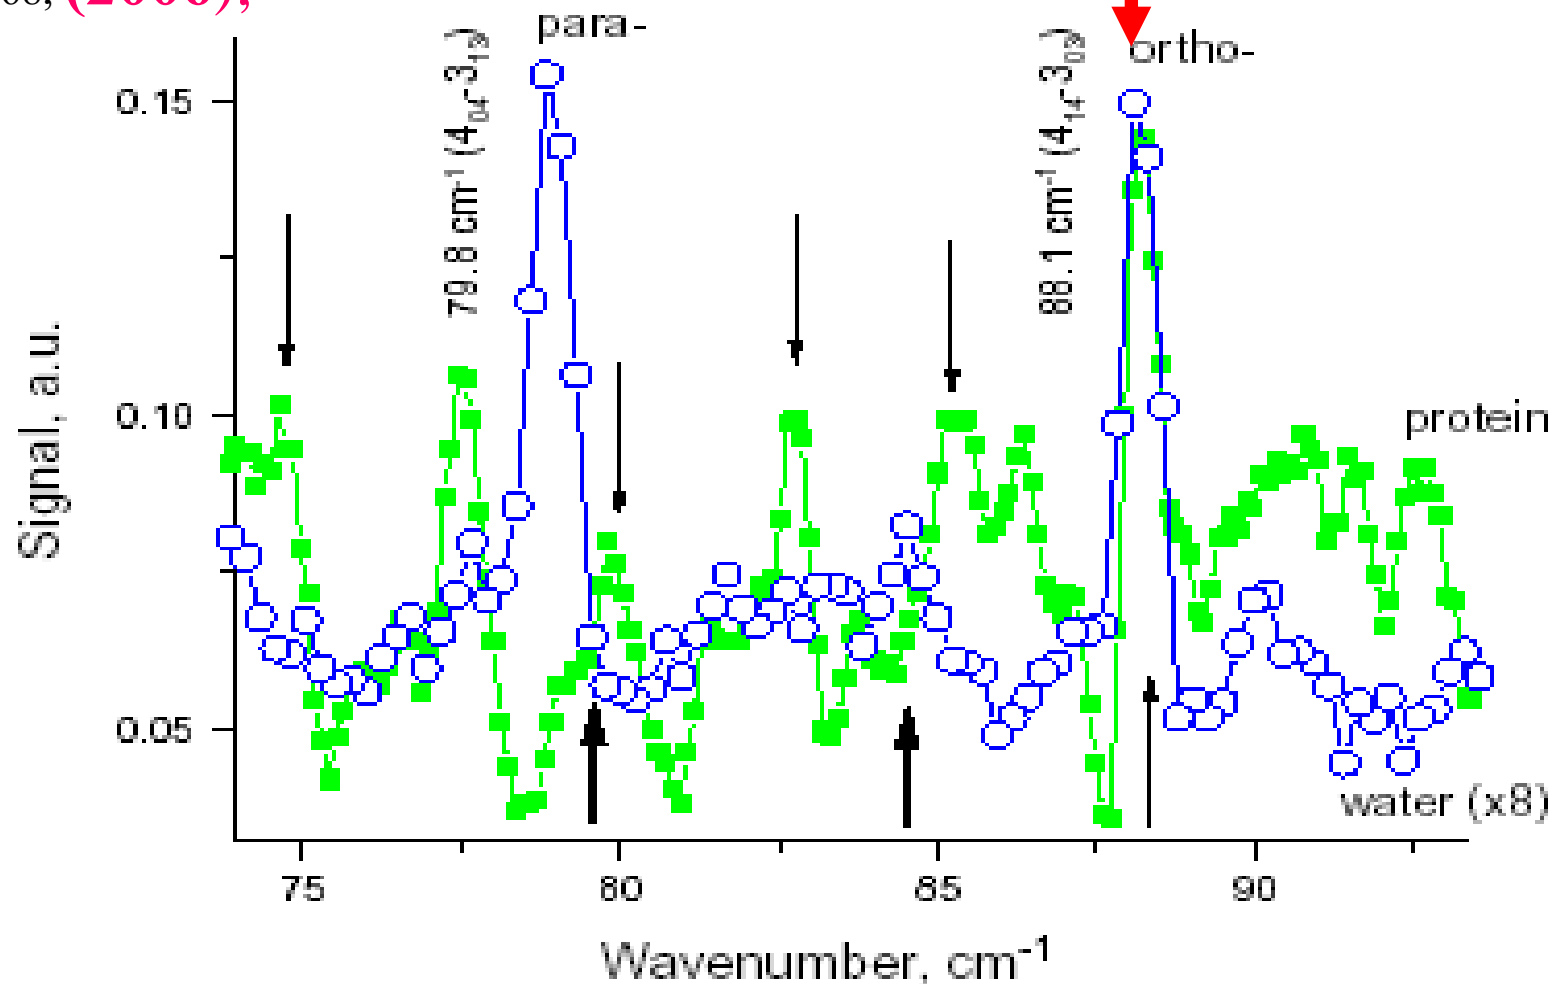 (2006),
para-
ortho-
79.8 cm-1 (404-313)
88.1 cm-1 (414-303)
0.15
0.10
0.05
Signal, a.u.
protein
water (x8)
75 80 85 90
Wavenumber, cm-1